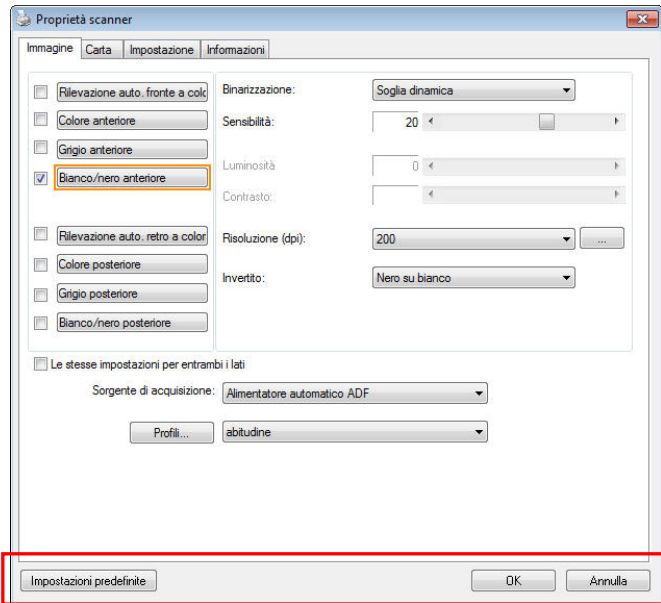 Proprietà scanner
Immagine Carta Impostazione Informazioni
Rilevazione auto. fronte a colo
Binarizzazione: Soglia dinamica
Colore anteriore
Sensibilità: 20
Grigio anteriore
Luminosità 0
Bianco/nero anteriore
Contrasto:
Rilevazione auto. retro a color
Risoluzione (dpi): 200 ...
Colore posteriore
Invertito: Nero su bianco
Grigio posteriore
Bianco/nero posteriore
Le stesse impostazioni per entrambi i lati
Sorgente di acquisizione: Alimentatore automatico ADF
Profili... abitudine
Impostazioni predefinite OK Annulla